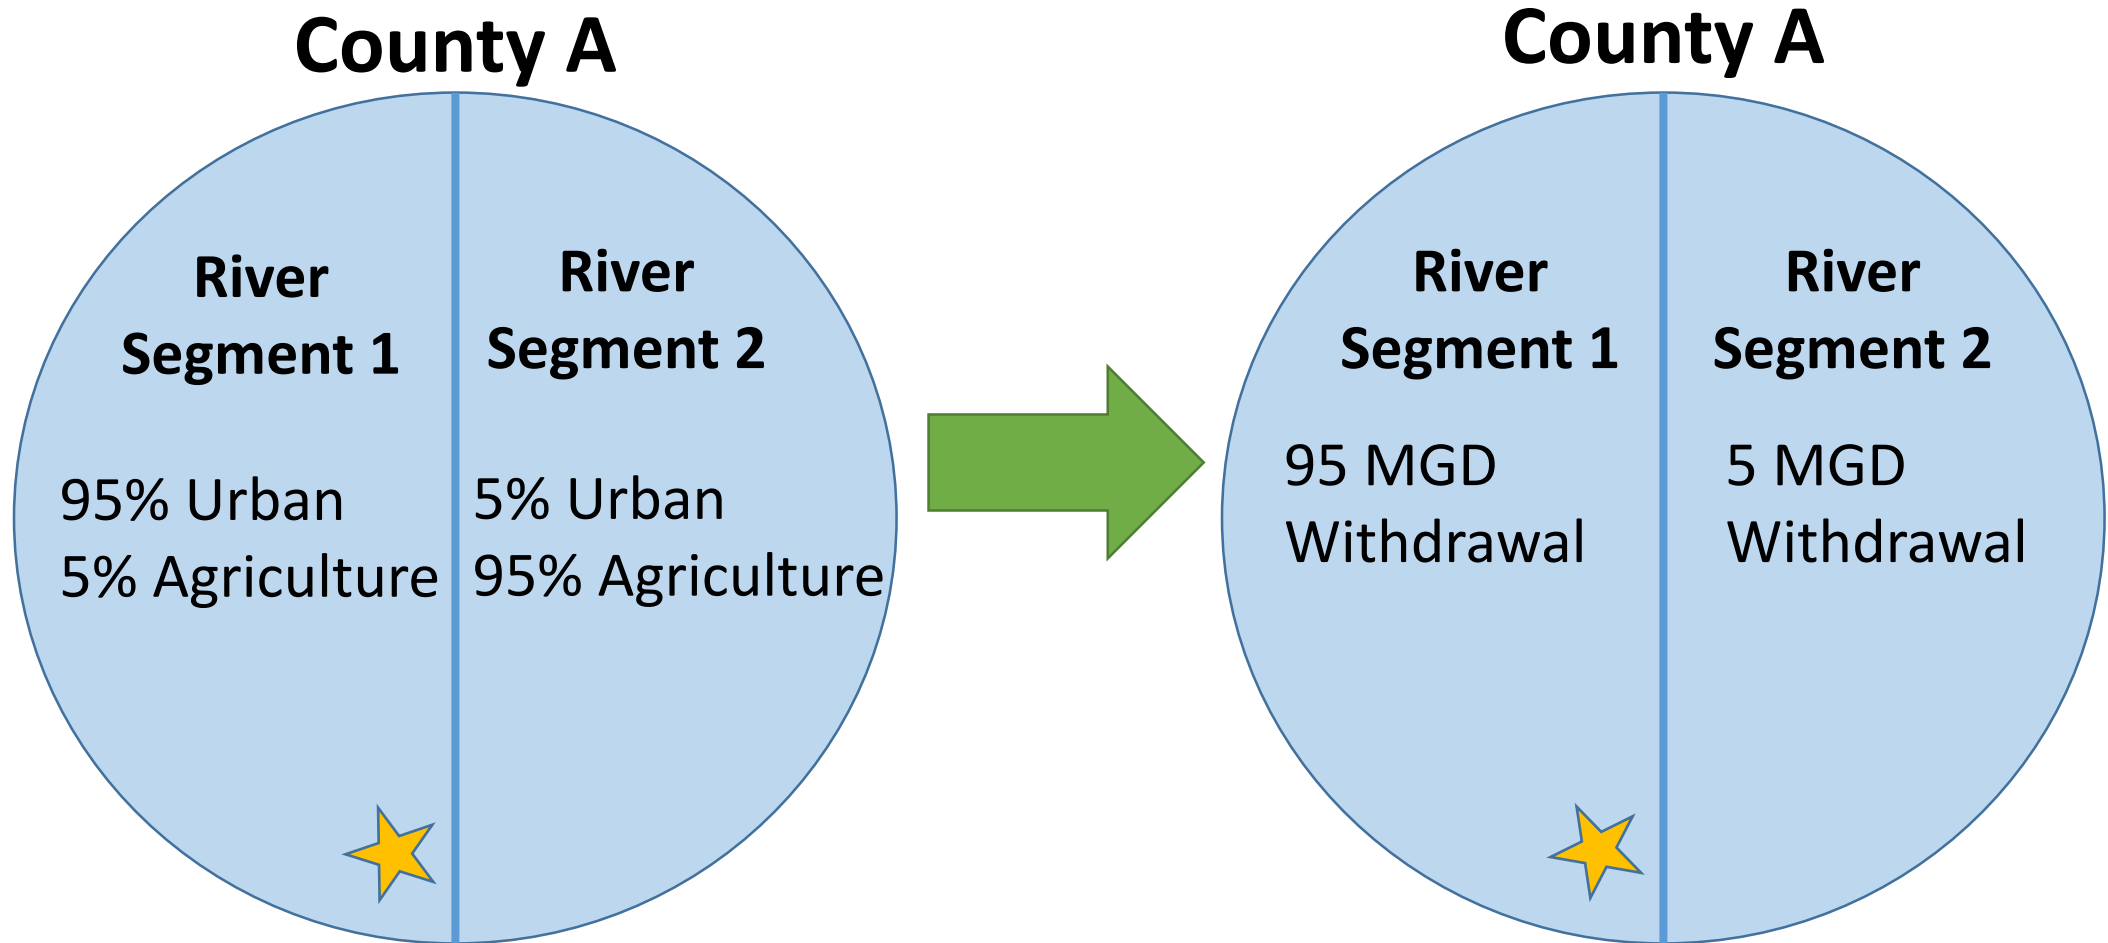 County A
River
Segment 1
River
Segment 2
95% Urban
5% Agriculture
5% Urban
95% Agriculture
County A
River
Segment 1
River
Segment 2
95 MGD
Withdrawal
5 MGD
Withdrawal